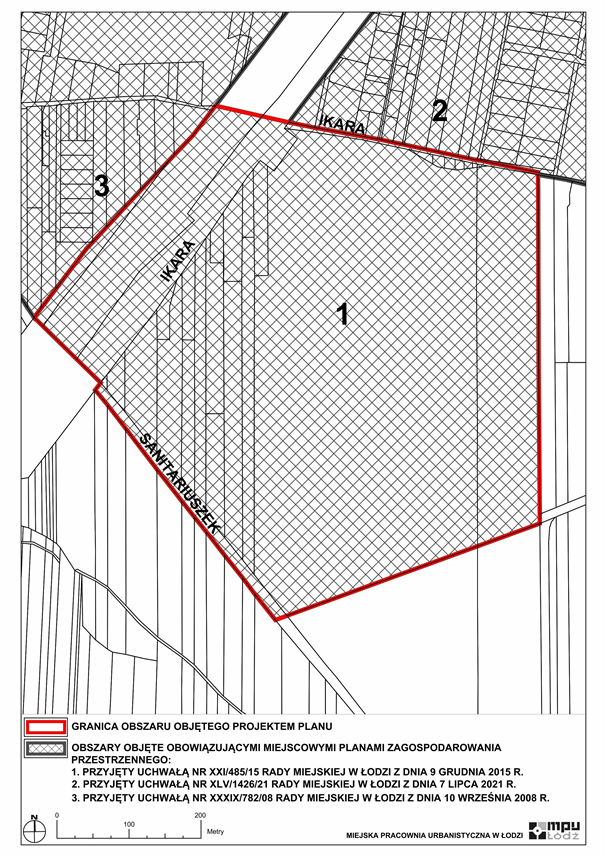 2
IKARA
3
IKARA
1
SANITARIUSZEK
GRANICA OBSZARU OBJĘTEGO PROJEKTEM PLANU
OBSZARY OBJĘTE OBOWIĄZUJĄCYMI MIEJSCOWYMI PLANAMI ZAGOSPODAROWANIA
PRZESTRZENNEGO:
1. PRZYJĘTY UCHWAŁĄ NR XXI/485/15 RADY MIEJSKIEJ W ŁODZI Z DNIA 9 GRUDNIA 2015 R.
2. PRZYJĘTY UCHWAŁĄ NR XLV/1426/21 RADY MIEJSKIEJ W ŁODZI Z DNIA 7 LIPCA 2021 R.
3. PRZYJĘTY UCHWAŁĄ NR XXXIX/782/08 RADY MIEJSKIEJ W ŁODZI Z DNIA 10 WRZEŚNIA 2008 R.
N
0 100 200
Metry
MIEJSKA PRACOWNIA URBANISTYCZNA W ŁODZI
mpu
Łódź